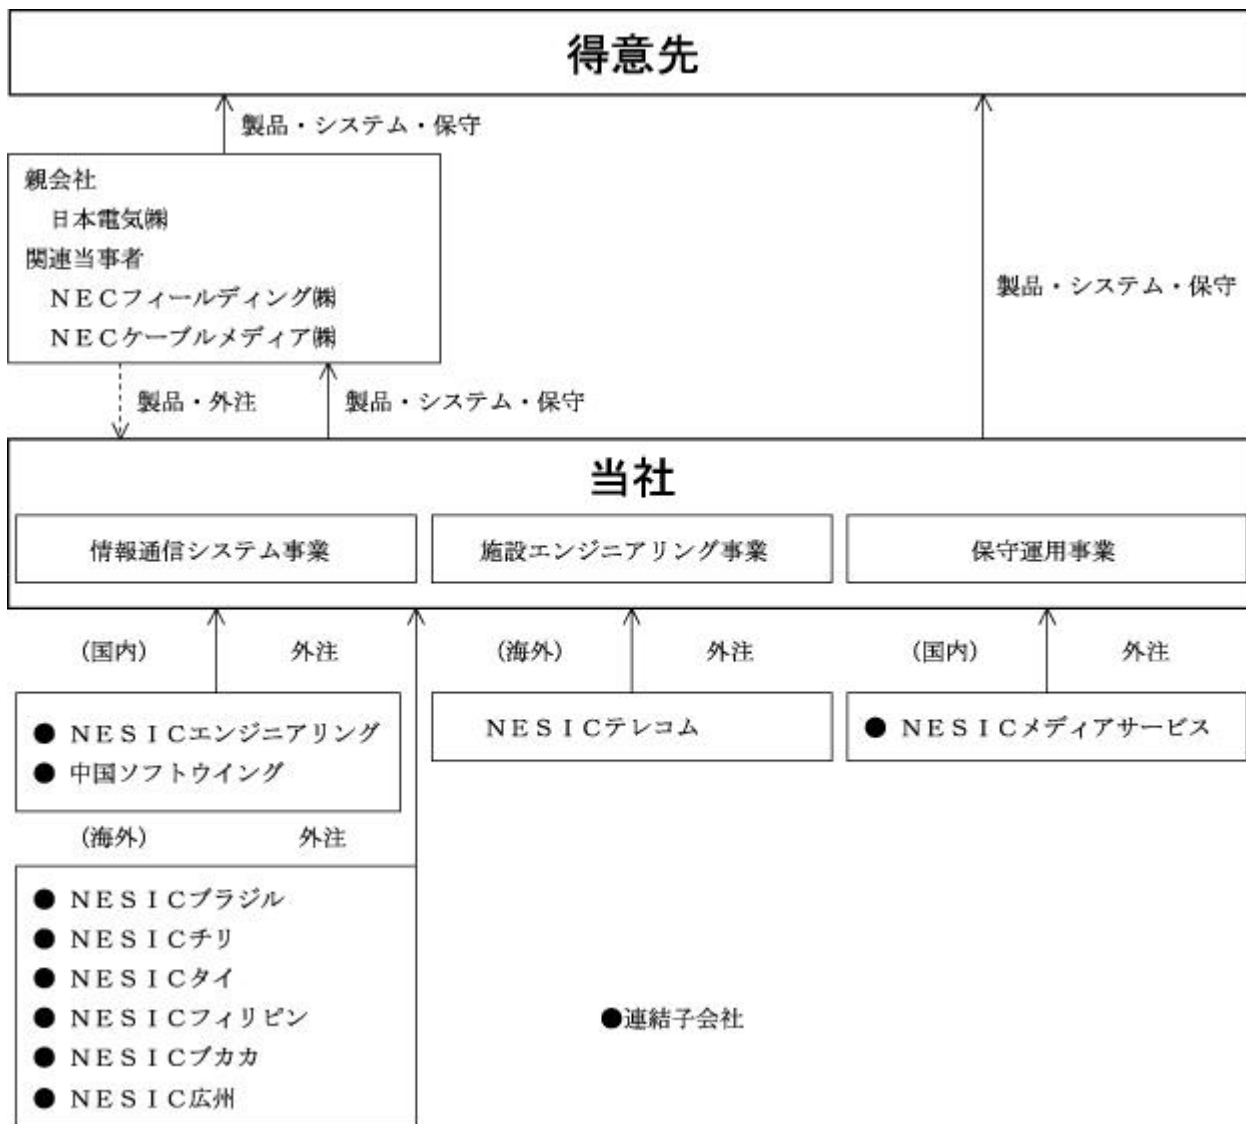 得意先
製品・システム・保守
親会社
日本電気㈱
関連当事者
ＮＥＣフィールディング㈱
ＮＥＣケーブルメディア㈱
製品・システム・保守
製品・外注
製品・システム・保守
当社
情報通信システム事業
施設エンジニアリング事業
保守運用事業
(国内)
外注
(海外)
外注
(国内)
外注
●ＮＥＳＩＣエンジニアリング
●中国ソフトウイング
ＮＥＳＩＣテレコム
●ＮＥＳＩＣメディアサービス
(海外)
外注
●ＮＥＳＩＣブラジル
●ＮＥＳＩＣチリ
●ＮＥＳＩＣタイ
●ＮＥＳＩＣフィリピン
●ＮＥＳＩＣブカカ
●ＮＥＳＩＣ広州
●連結子会社